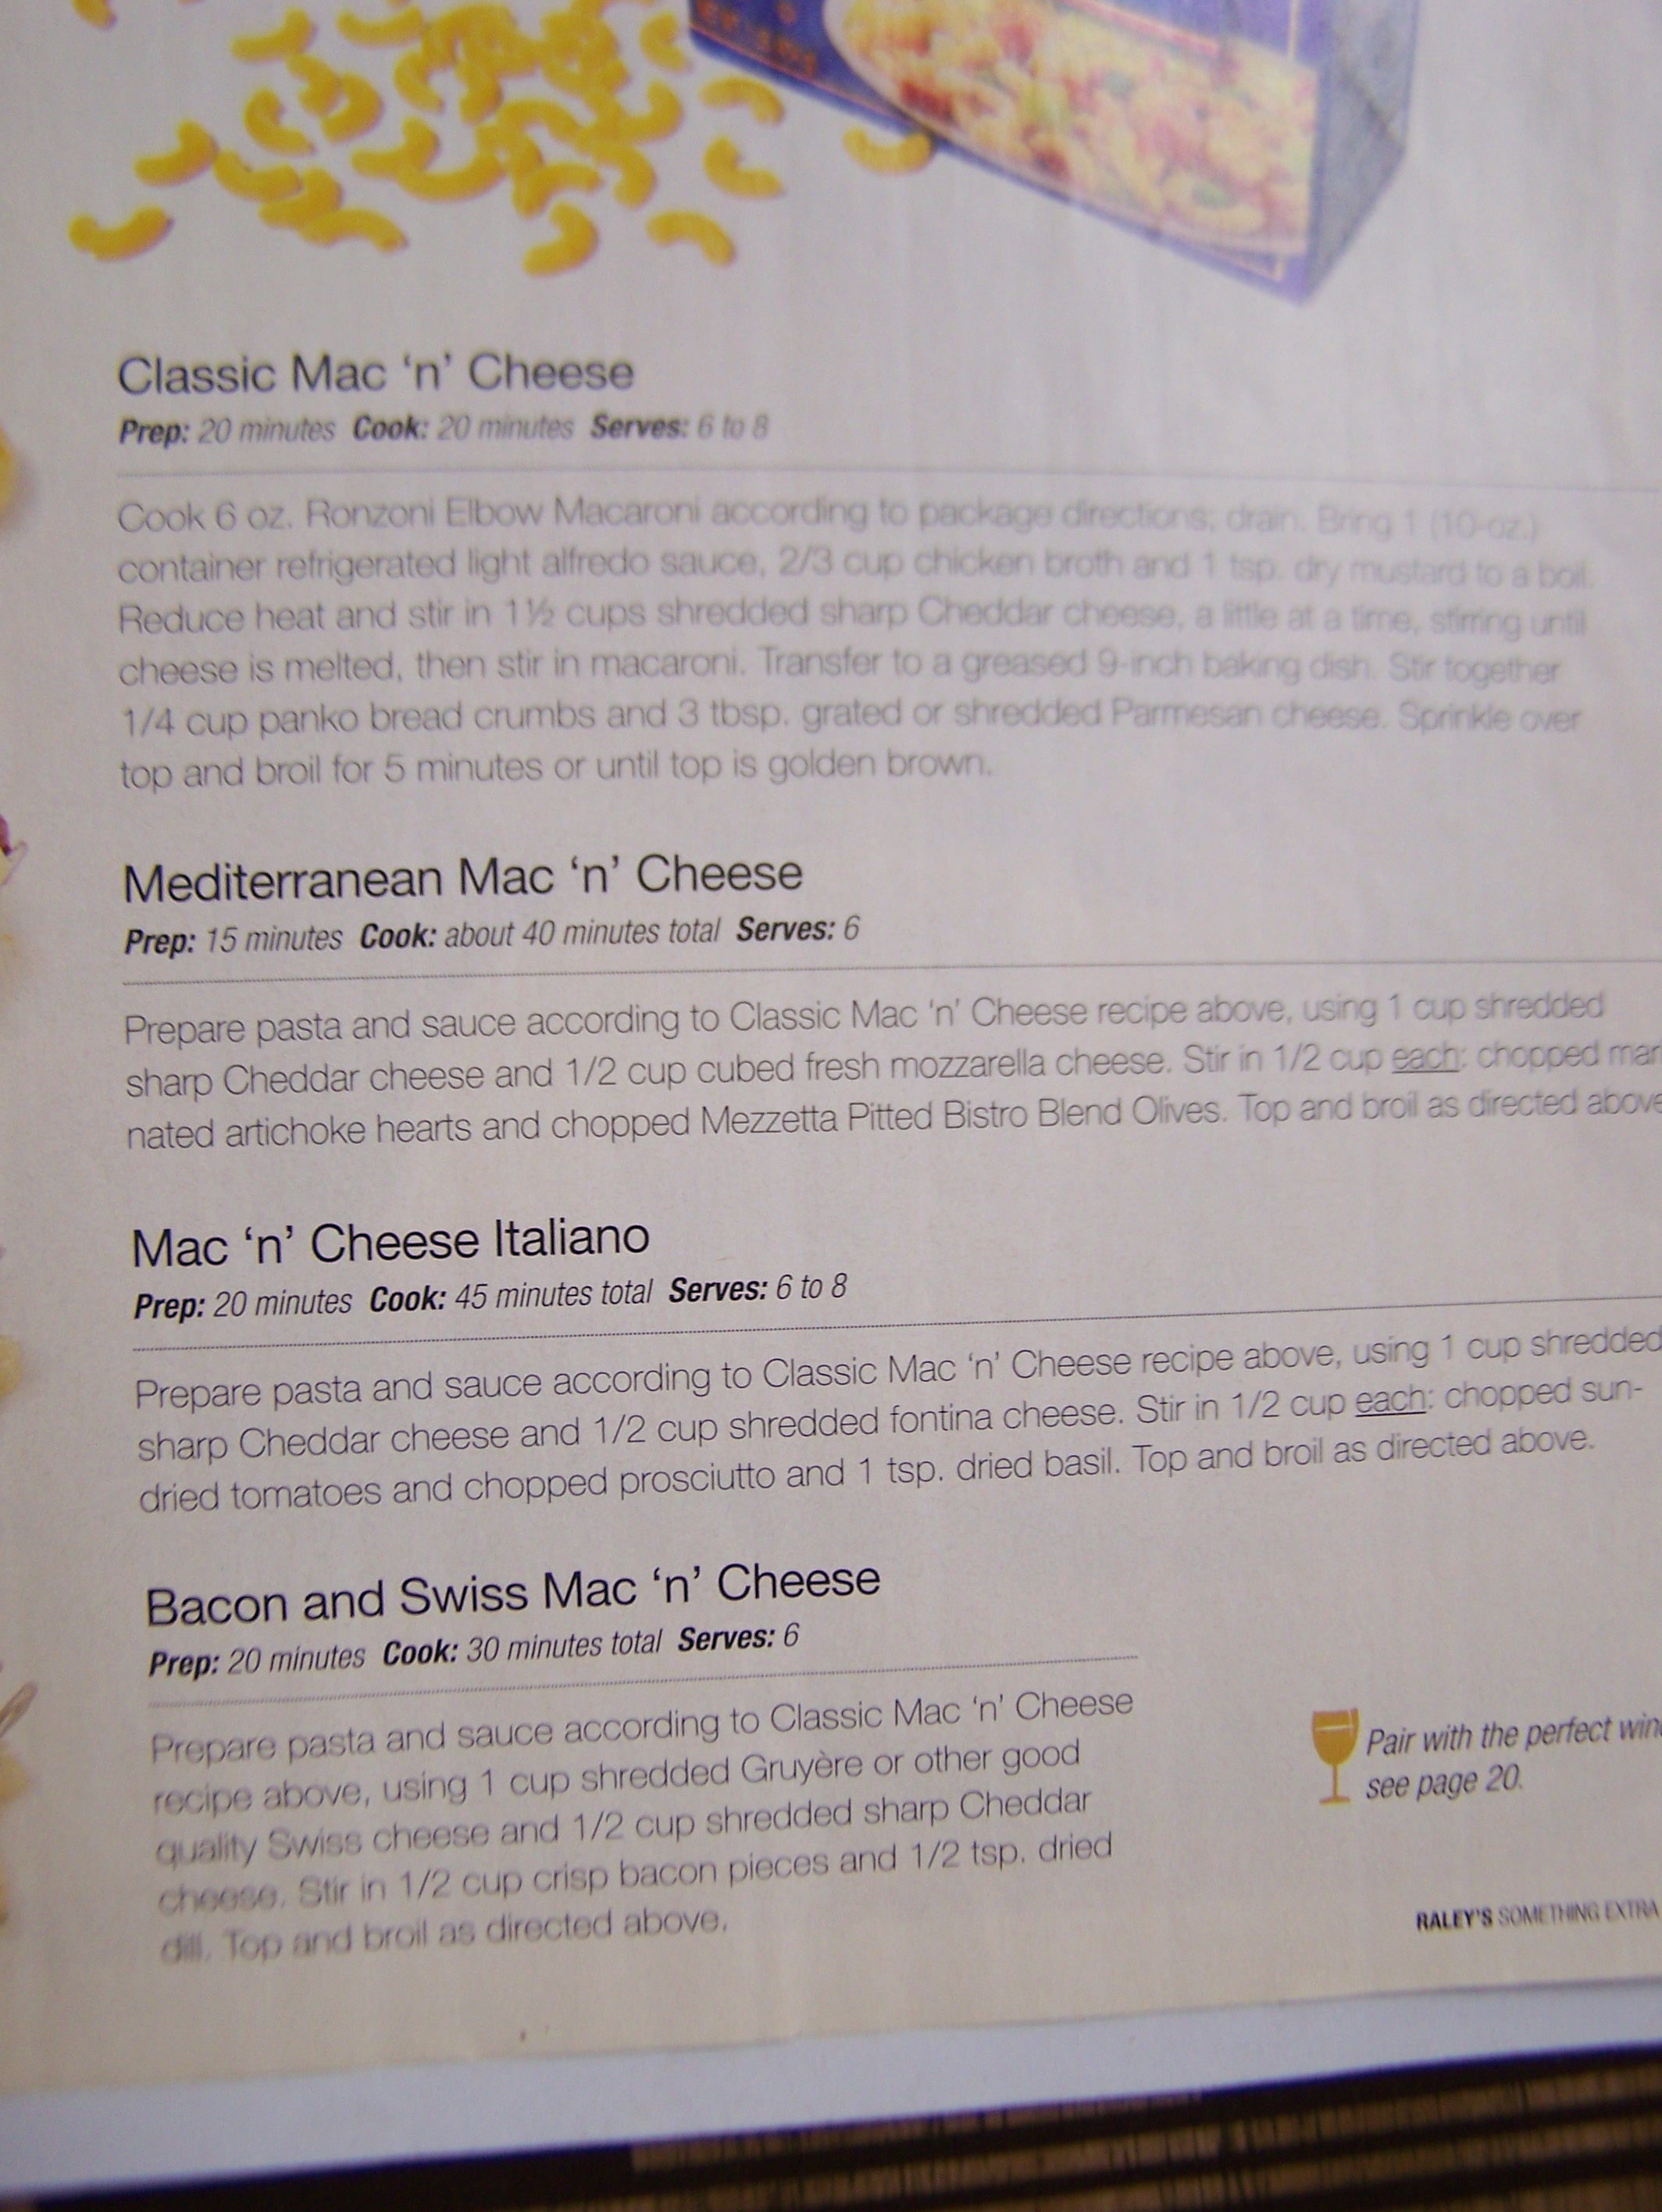 Classic Mac ‘n’ Cheese
Prep: 20 minutes Cook: 20 minutes Serves: 6 to 8
Cook 6 oz. Ronzoni Elbow Macaroni according to package directions; drain. Bring 1 (10-oz.)
container refrigerated light alfredo sauce, 2/3 cup chicken broth and 1 tsp. dry mustard to a boil.
Reduce heat and stir in 1½ cups shredded sharp Cheddar cheese, a little at a time, stirring until
cheese is melted, then stir in macaroni. Transfer to a greased 9-inch baking dish. Stir together
1/4 cup panko bread crumbs and 3 tbsp. grated or shredded Parmesan cheese. Sprinkle over
top and broil for 5 minutes or until top is golden brown.
Mediterranean Mac ‘n’ Cheese
Prep: 15 minutes Cook: about 40 minutes total Serves: 6
Prepare pasta and sauce according to Classic Mac ‘n’ Cheese recipe above, using 1 cup shredded
sharp Cheddar cheese and 1/2 cup cubed fresh mozzarella cheese. Stir in 1/2 cup each: chopped mar
nated artichoke hearts and chopped Mezzetta Pitted Bistro Blend Olives. Top and broil as directed above
Mac ‘n’ Cheese Italiano
Prep: 20 minutes Cook: 45 minutes total Serves: 6 to 8
Prepare pasta and sauce according to Classic Mac ‘n’ Cheese recipe above, using 1 cup shredded
sharp Cheddar cheese and 1/2 cup shredded fontina cheese. Stir in 1/2 cup each: chopped sun-
dried tomatoes and chopped prosciutto and 1 tsp. dried basil. Top and broil as directed above.
Bacon and Swiss Mac ‘n’ Cheese
Prep: 20 minutes Cook: 30 minutes total Serves: 6
Prepare pasta and sauce according to Classic Mac ‘n’ Cheese
recipe above, using 1 cup shredded Gruyère or other good
quality Swiss cheese and 1/2 cup shredded sharp Cheddar
cheese. Stir in 1/2 cup crisp bacon pieces and 1/2 tsp. dried
dill. Top and broil as directed above.
Pair with the perfect win
see page 20.
RALEY'S SOMETHING EXTRA